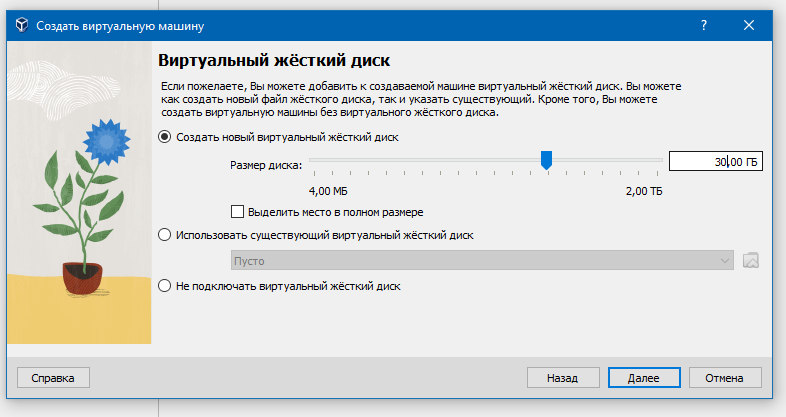 Создать виртуальную машину
?
Виртуальный жёсткий диск
Если пожелаете, Вы можете добавить к создаваемой машине виртуальный жёсткий диск. Вы можете
как создать новый файл жёсткого диска, так и указать существующий. Кроме того, Вы можете
создать виртуальную машины без виртуального жёсткого диска.
Создать новый виртуальный жёсткий диск
Размер диска:
30,00 ГБ
4,00 МБ
2,00 ТБ
Выделить место в полном размере
Использовать существующий виртуальный жёсткий диск
Пусто
Не подключать виртуальный жёсткий диск
Справка
Назад
Далее
Отмена